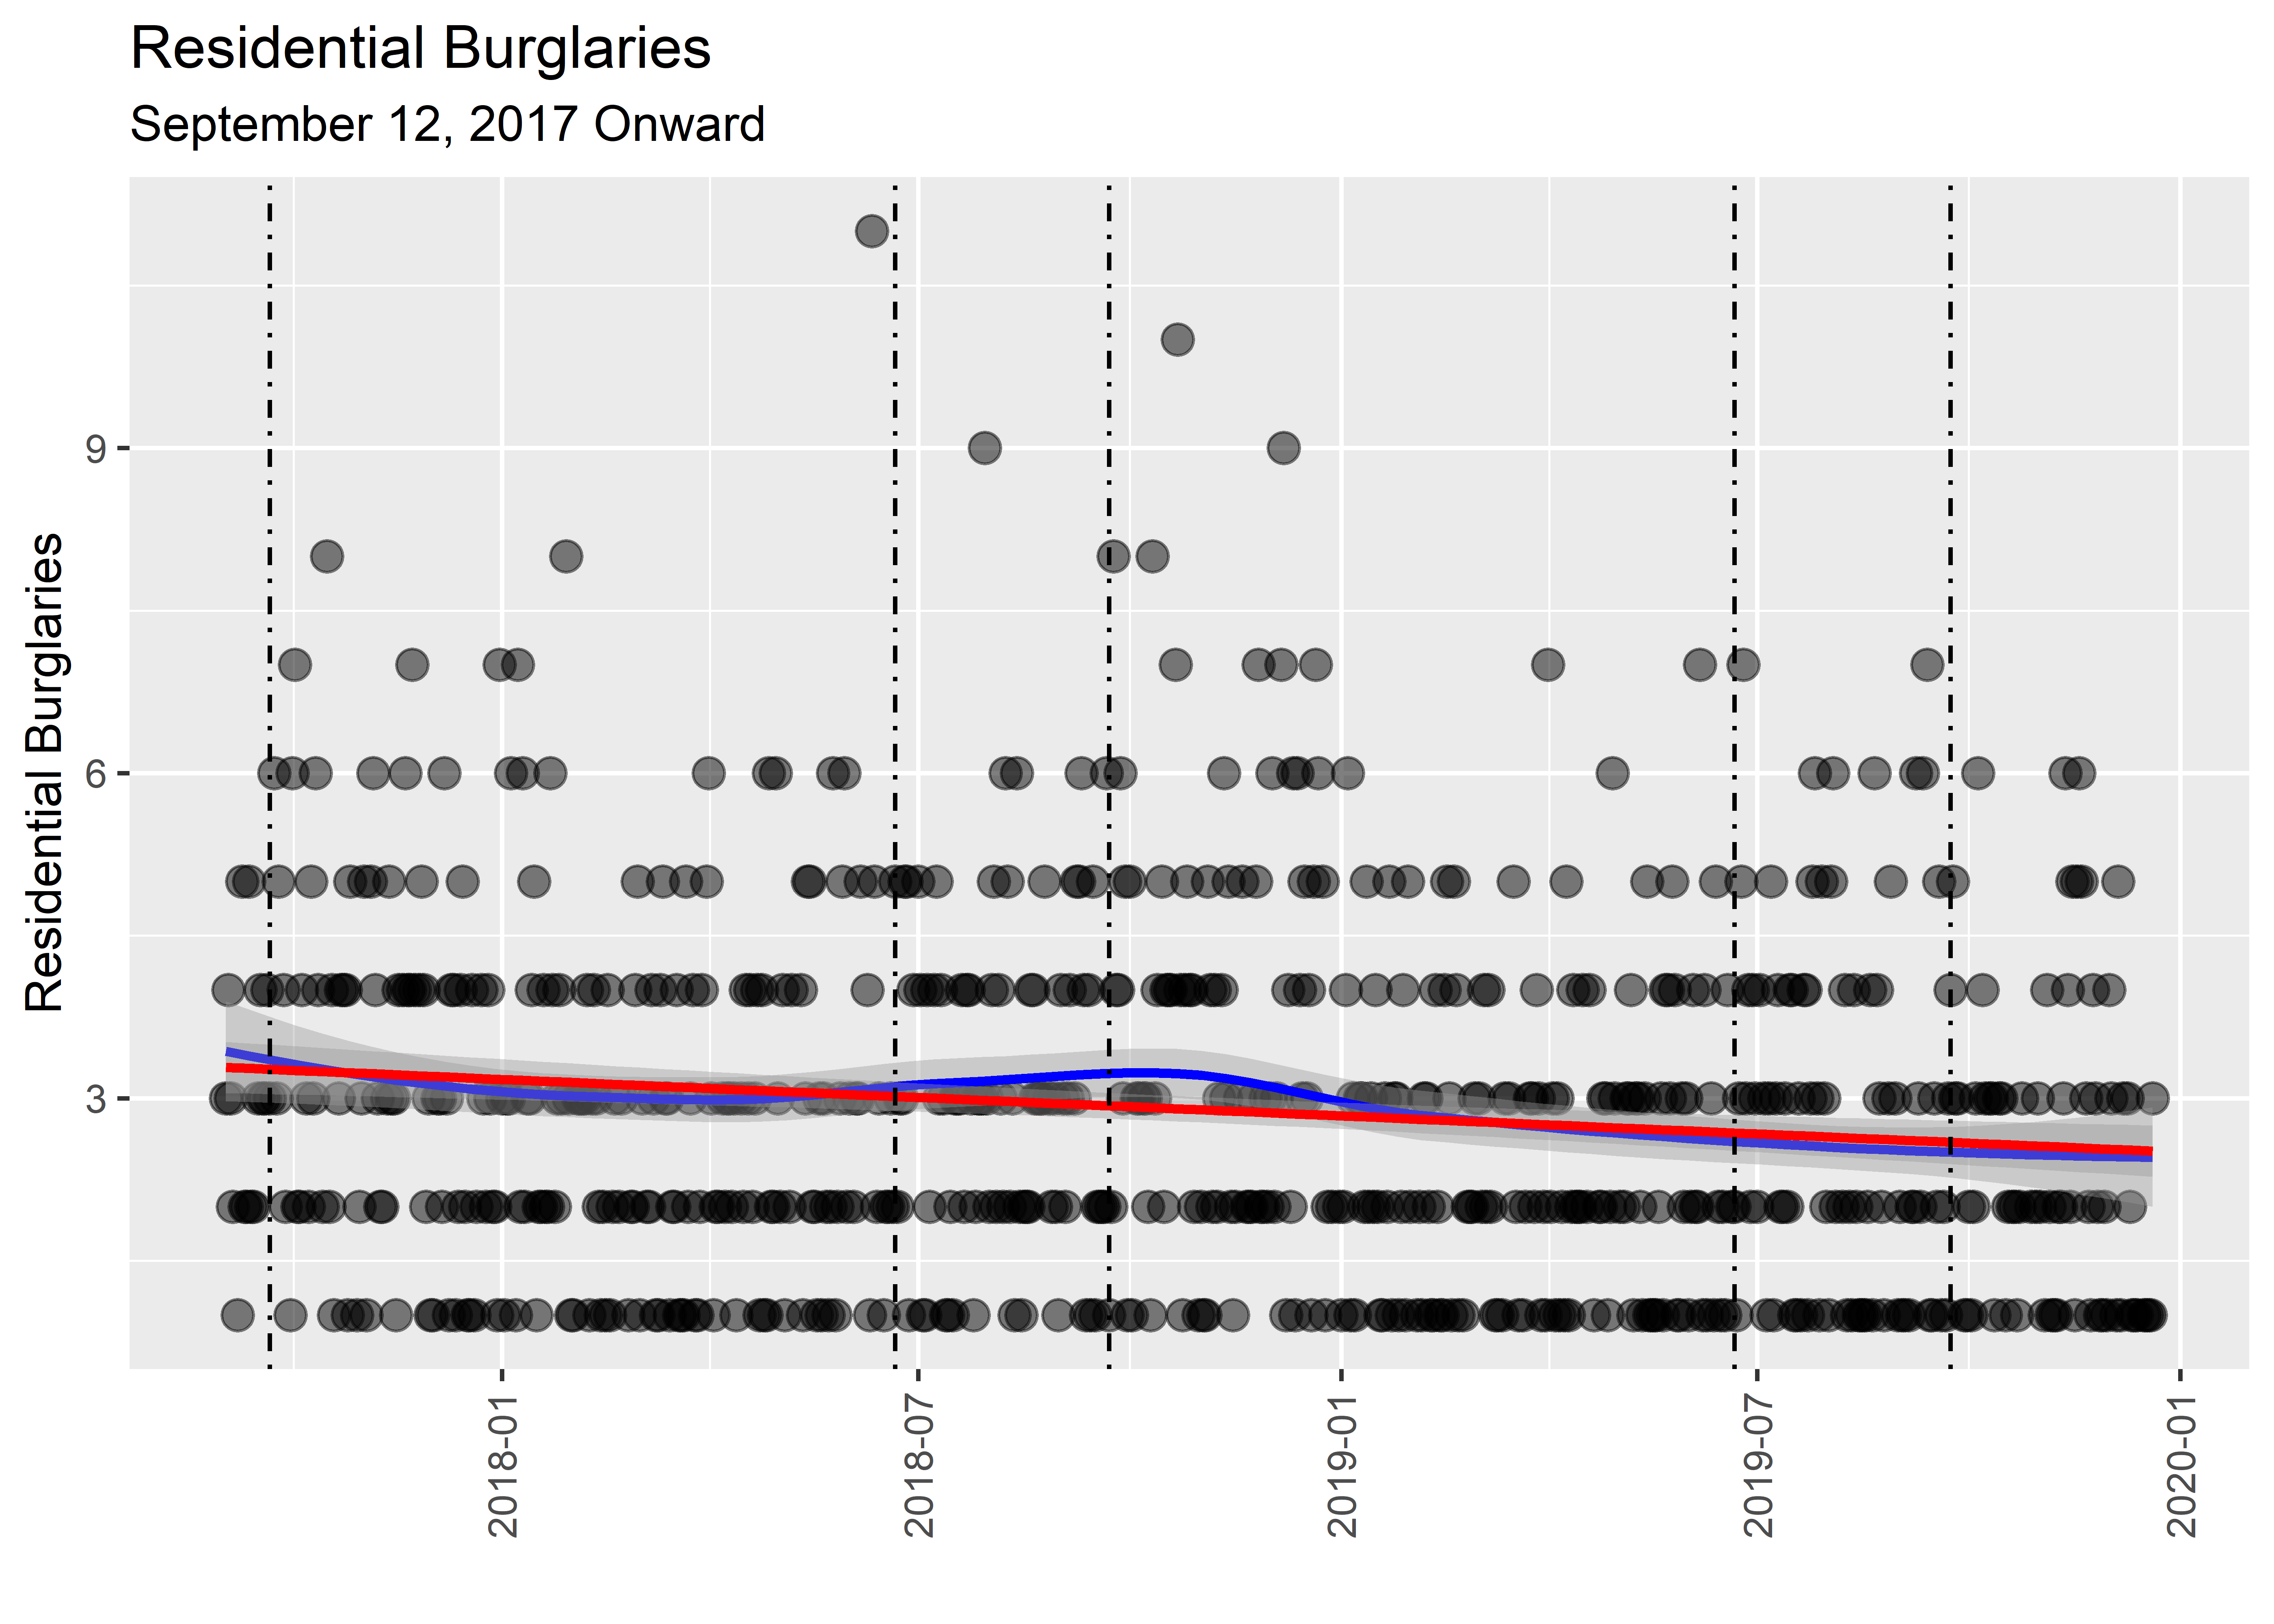 Residential Burglaries
September 12, 2017 Onward
Residential Burglaries
9
6
3
2018-01
2018-07
2019-01
2019-07
2020-01